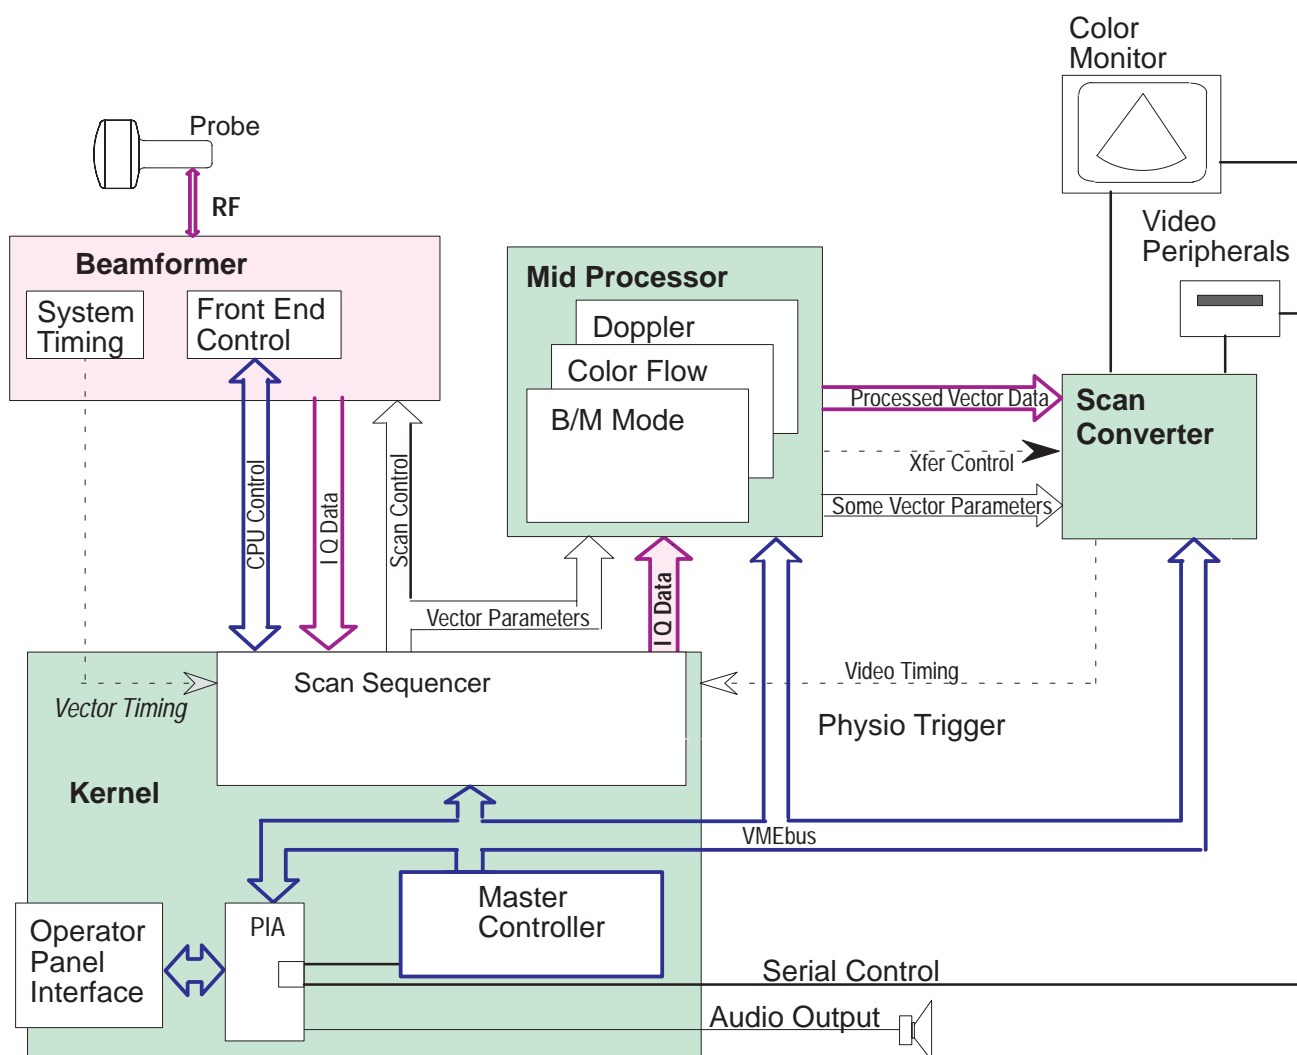 Color
Monitor
Probe
RF
Video
Peripherals
Beamformer
System
Timing
Front End
Control
Mid Processor
Doppler
Color Flow
B/M Mode
Processed Vector Data
Scan
Converter
Xfer Control
Some Vector Parameters
CPU Control
I Q Data
Scan Control
Vector Parameters
I Q Data
Scan Sequencer
Video Timing
Vector Timing
Physio Trigger
Kernel
VMEbus
Master
Controller
PIA
Operator
Panel
Interface
Serial Control
Audio Output